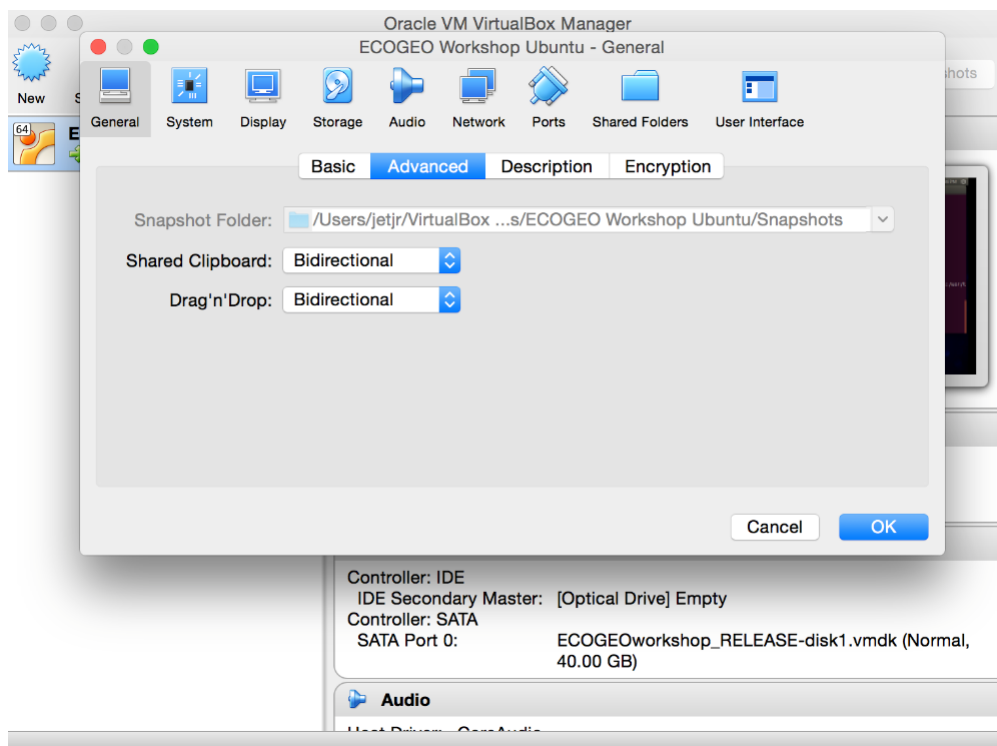 Oracle VM VirtualBox Manager
ECOGEO Workshop Ubuntu - General
New
General System Display Storage Audio Network Ports Shared Folders User Interface
64
Basic Advanced Description Encryption
Snapshot Folder: /Users/jetjr/VirtualBox ...s/ECOGEO Workshop Ubuntu/Snapshots
Shared Clipboard: Bidirectional
Drag'n'Drop: Bidirectional
Cancel OK
Controller: IDE
IDE Secondary Master: [Optical Drive] Empty
Controller: SATA
SATA Port 0: ECOGEOworkshop_RELEASE-disk1.vmdk (Normal,
40.00 GB)
Audio